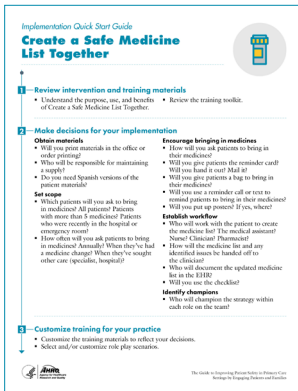 Implementation Quick Start Guide
Create a Safe Medicine
List Together
1 Review intervention and training materials
▪ Understand the purpose, use, and benefits
of Create a Safe Medicine List Together.
▪ Review the training toolkit.
2 Make decisions for your implementation
Obtain materials
▪ Will you print materials in the office or
order printing?
▪ Who will be responsible for maintaining
a supply?
▪ Do you need Spanish versions of the
patient materials?
Set scope
▪ Which patients will you ask to bring
in medicines? All patients? Patients
with more than 5 medicines? Patients
who were recently in the hospital or
emergency room?
▪ How often will you ask patients to bring
in medicines? Annually? When they've had
a medicine change? When they've sought
other care (specialist, hospital)?
Encourage bringing in medicines
▪ How will you ask patients to bring in
their medicines?
▪ Will you give patients the reminder card?
Will you hand it out? Mail it?
▪ Will you give patients a bag to bring in
their medicines?
▪ Will you use a reminder call or text to
remind patients to bring in their medicines?
▪ Will you put up posters? If yes, where?
Establish workflow
▪ Who will work with the patient to create
the medicine list? The medical assistant?
Nurse? Clinician? Pharmacist?
▪ How will the medicine list and any
identified issues be handed off to
the clinician?
▪ Who will document the updated medicine
list in the EHR?
▪ Will you use the checklist?
Identify champions
▪ Who will champion the strategy within
each role on the team?
3 Customize training for your practice
▪ Customize the training materials to reflect your decisions.
▪ Select and/or customize role play scenarios.
AHRQ
Agency for Healthcare
Research and Quality
The Guide to Improving Patient Safety in Primary Care
Settings by Engaging Patients and Families